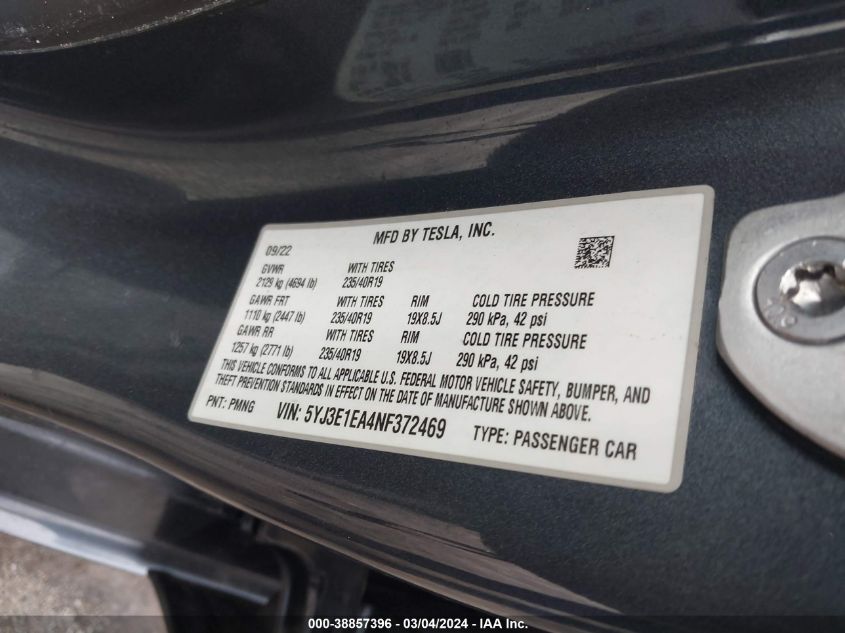 MFD BY TESLA, INC.
09/22
GVWR WITH TIRES
2129 kg (4694 lb) 235/40R19
GAWR FRT WITH TIRES RIM COLD TIRE PRESSURE
1110 kg (2447 lb) 235/40R19 19X8.5J 290 kPa, 42 psi
GAWR RR WITH TIRES RIM COLD TIRE PRESSURE
1257 kg (2771 lb) 235/40R19 19X8.5J 290 kPa, 42 psi
THIS VEHICLE CONFORMS TO ALL APPLICABLE U.S. FEDERAL MOTOR VEHICLE SAFETY, BUMPER, AND
THEFT PREVENTION STANDARDS IN EFFECT ON THE DATE OF MANUFACTURE SHOWN ABOVE.
PNT: PMNG VIN: 5YJ3E1EA4NF372469 TYPE: PASSENGER CAR
000-38857396 - 03/04/2024 - IAA Inc.